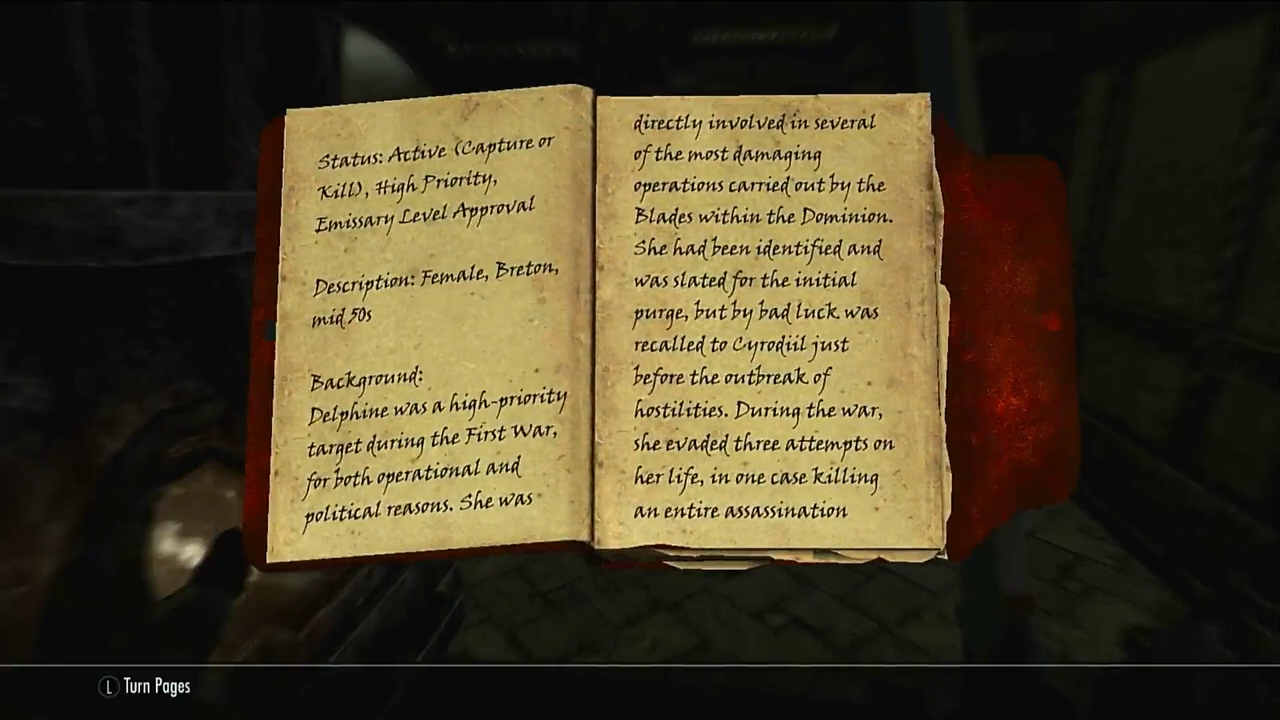 Status: Active (Capture or
Kill), High Priority,
Emissary Level Approval
Description: Female, Breton,
mid 50s
Background:
Delphine was a high-priority
target during the First War,
for both operational and
political reasons. She was
directly involved in several
of the most damaging
operations carried out by the
Blades within the Dominion.
She had been identified and
was slated for the initial
purge, but by bad luck was
recalled to Cyrodiil just
before the outbreak of
hostilities. During the war,
she evaded three attempts on
her life, in one case killing
an entire assassination
L Turn Pages